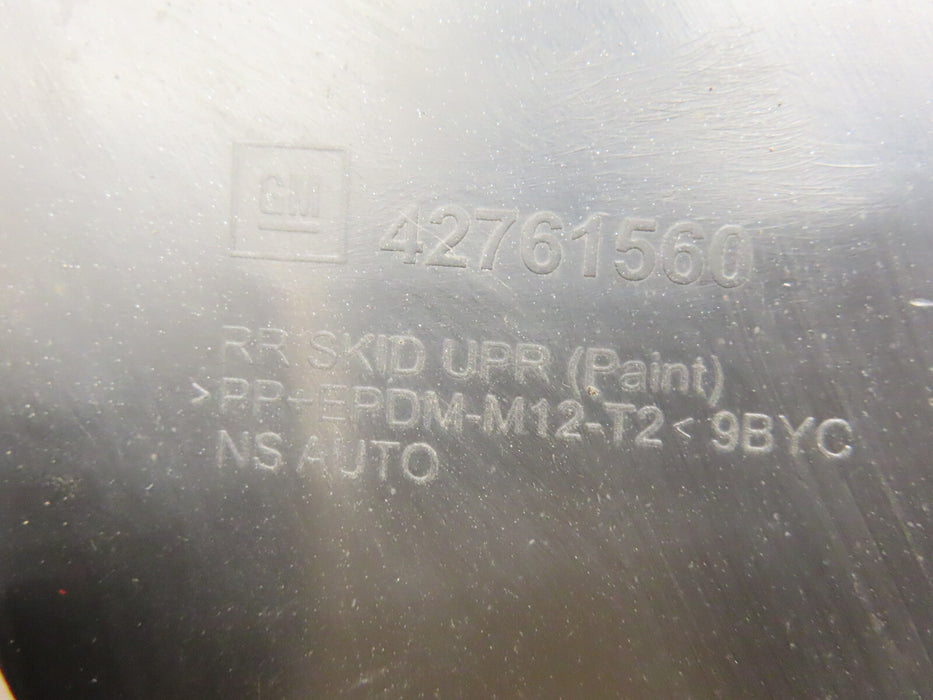 GM 42761560
RR SKID UPR (Paint)
>PP+EPDM-M12-T2< 9BYC
NS AUTO